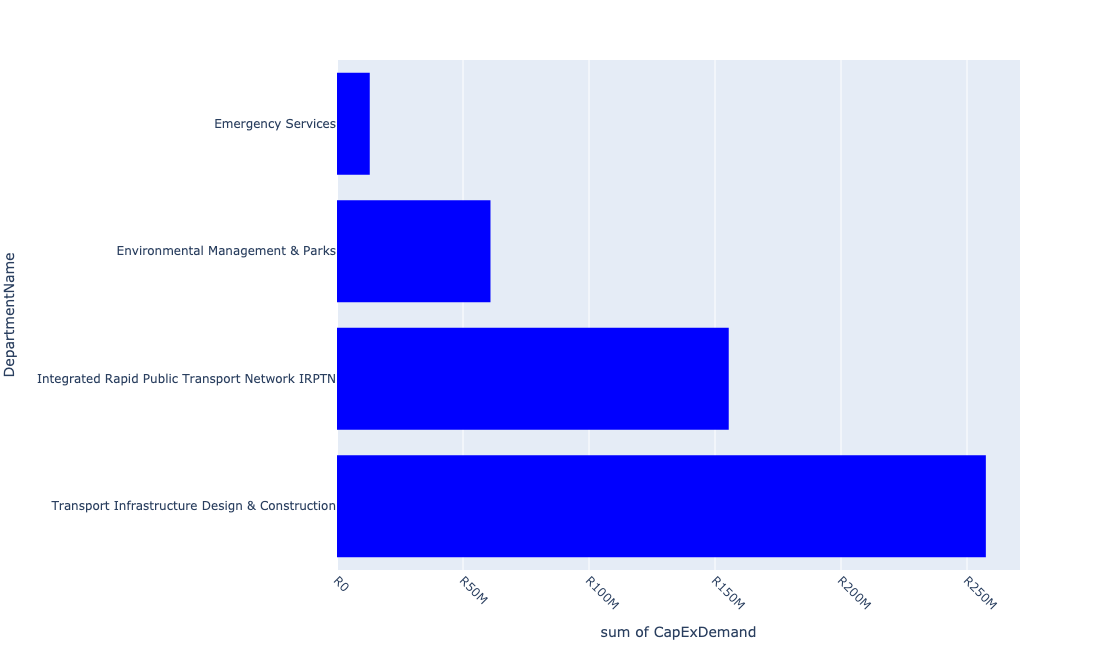 DepartmentName
Emergency Services
Environmental Management & Parks
Integrated Rapid Public Transport Network IRPTN
Transport Infrastructure Design & Construction
R0
R50M
R100M
R150M
R200M
R250M
sum of CapExDemand